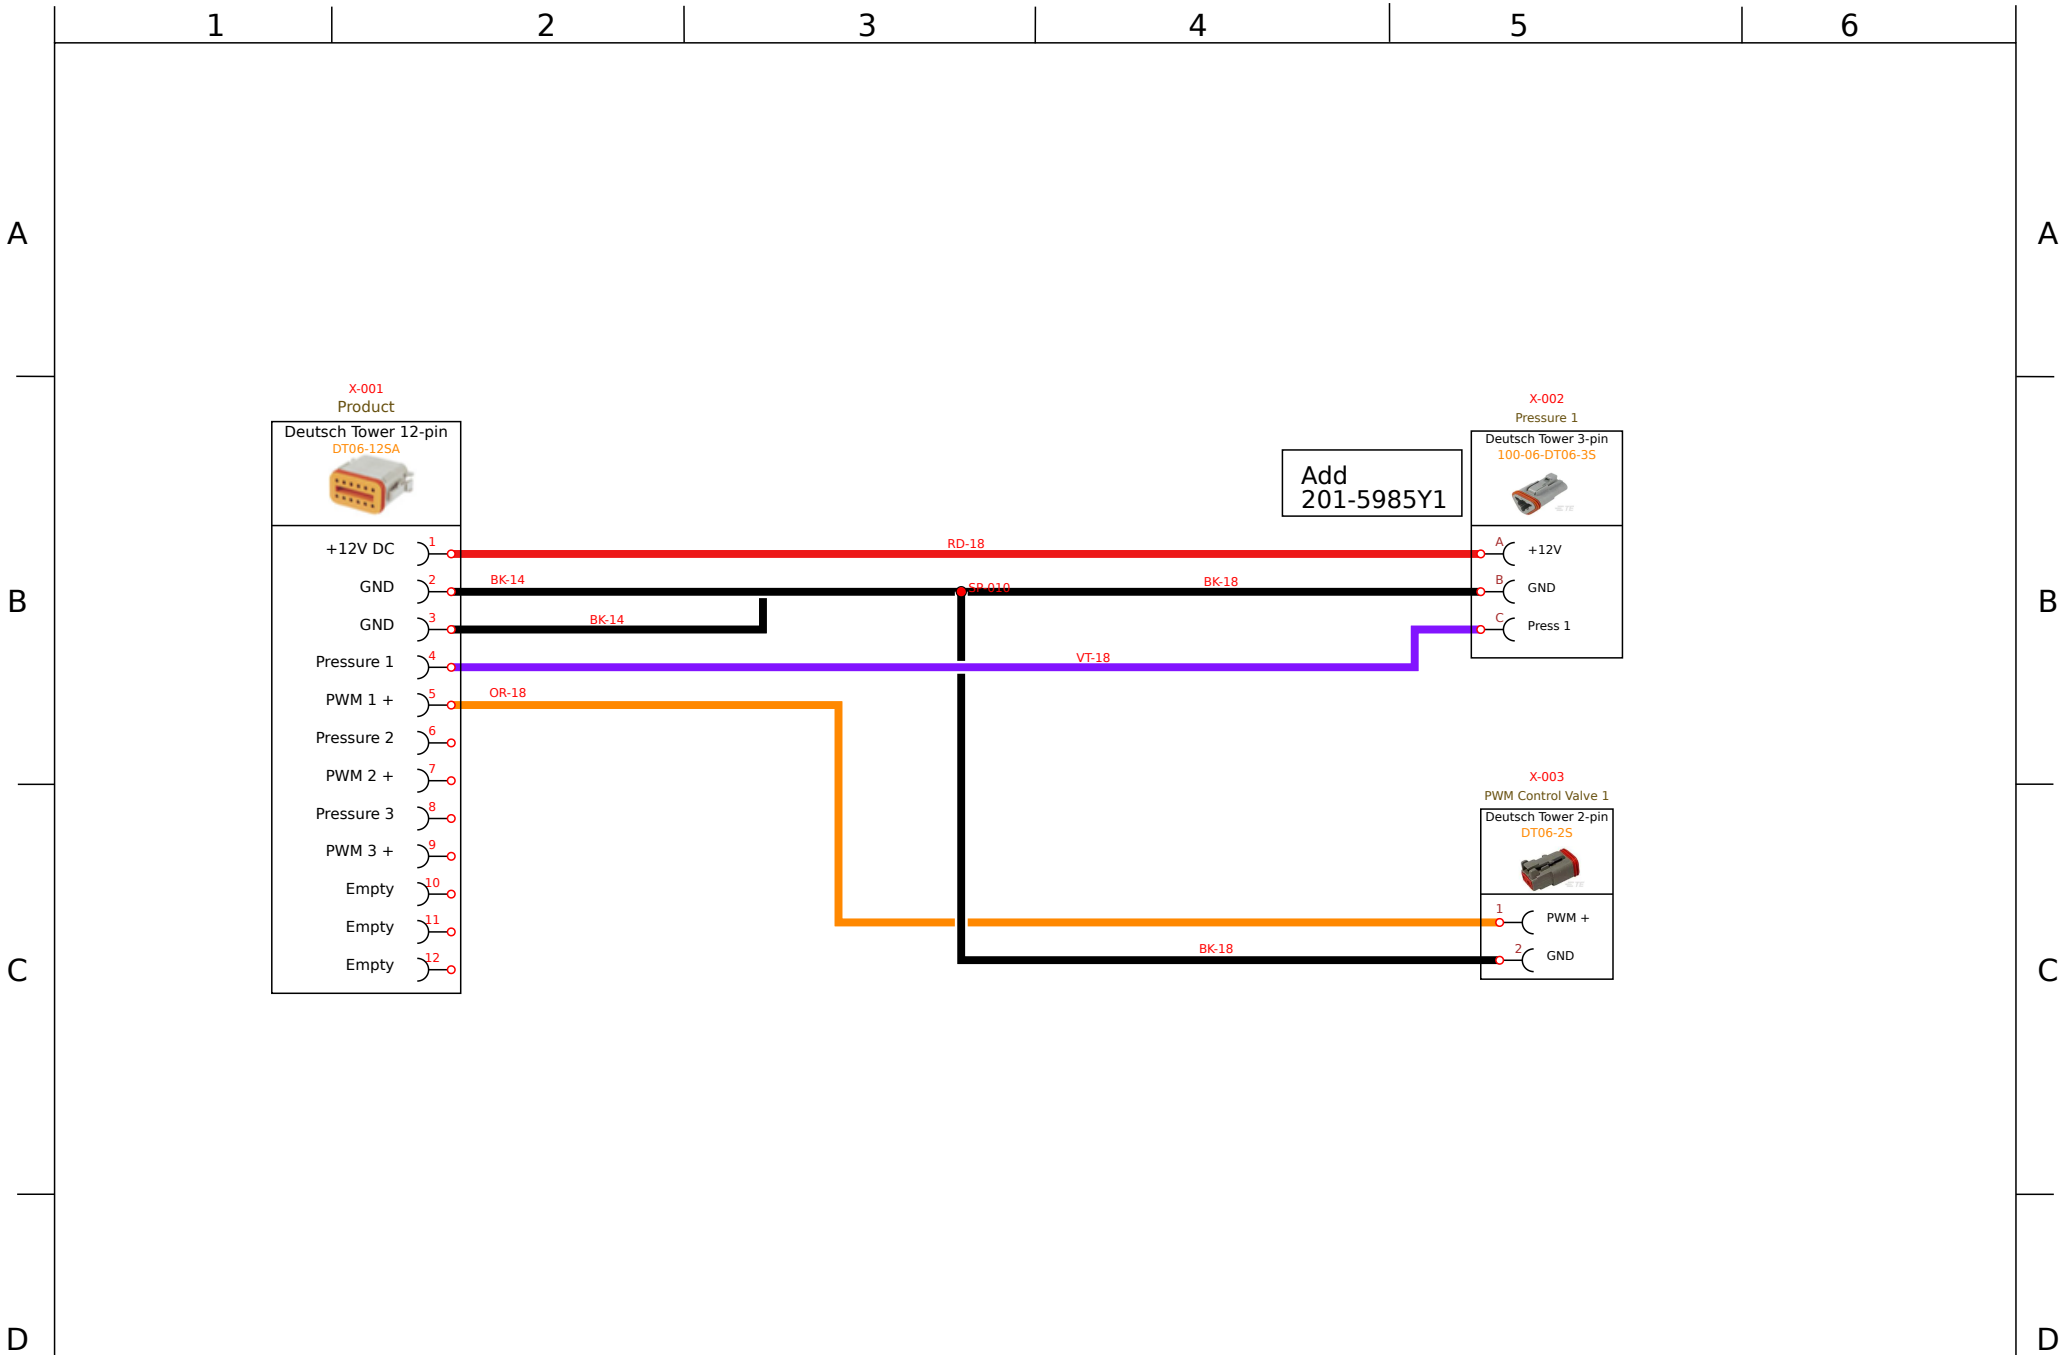 1 2 3 4 5 6
A A
X-001
Product
Deutsch Tower 12-pin
DT06-12SA
+12V DC 1
GND 2
GND 3
Pressure 1 4
PWM 1 + 5
Pressure 2 6
PWM 2 + 7
Pressure 3 8
PWM 3 + 9
Empty 10
Empty 11
Empty 12
RD-18
BK-14
SP-010
BK-18
BK-14
VT-18
OR-18
BK-18
Add
201-5985Y1
X-002
Pressure 1
Deutsch Tower 3-pin
100-06-DT06-3S
TE
A +12V
B GND
C Press 1
B B
X-003
PWM Control Valve 1
Deutsch Tower 2-pin
DT06-2S
TE
1 PWM +
2 GND
C C
D D